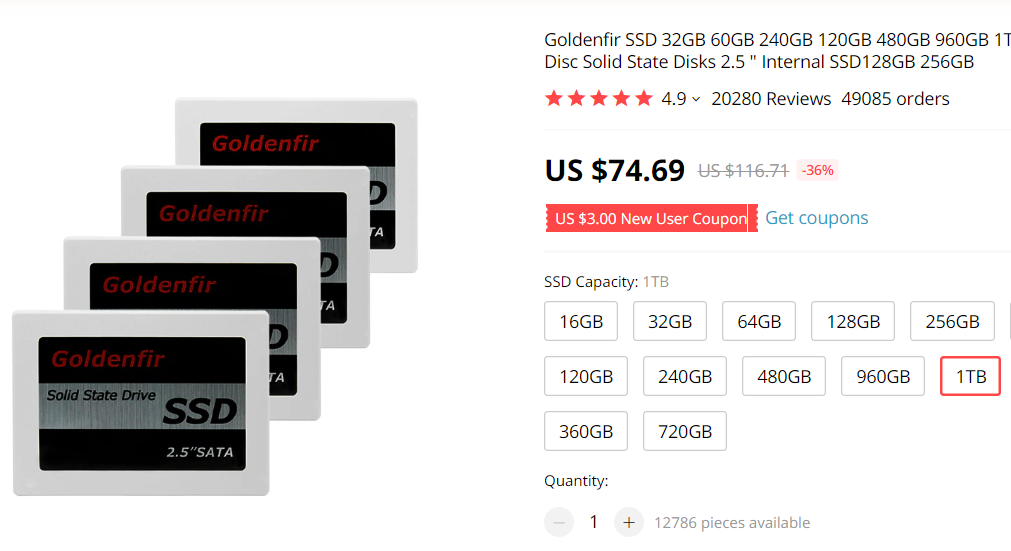 Goldenfir SSD 32GB 60GB 240GB 120GB 480GB 960GB 1T
Disc Solid State Disks 2.5 " Internal SSD128GB 256GB
4.9 20280 Reviews 49085 orders
US $74.69 US $116.71 -36%
US $3.00 New User Coupon Get coupons
SSD Capacity: 1TB
16GB 32GB 64GB 128GB 256GB
120GB 240GB 480GB 960GB 1TB
360GB 720GB
Quantity:
1 + 12786 pieces available
Goldenfir
D
TA
Goldenfir
D
TA
Goldenfir
D
TA
Goldenfir
Solid State Drive
SSD
2.5"SATA